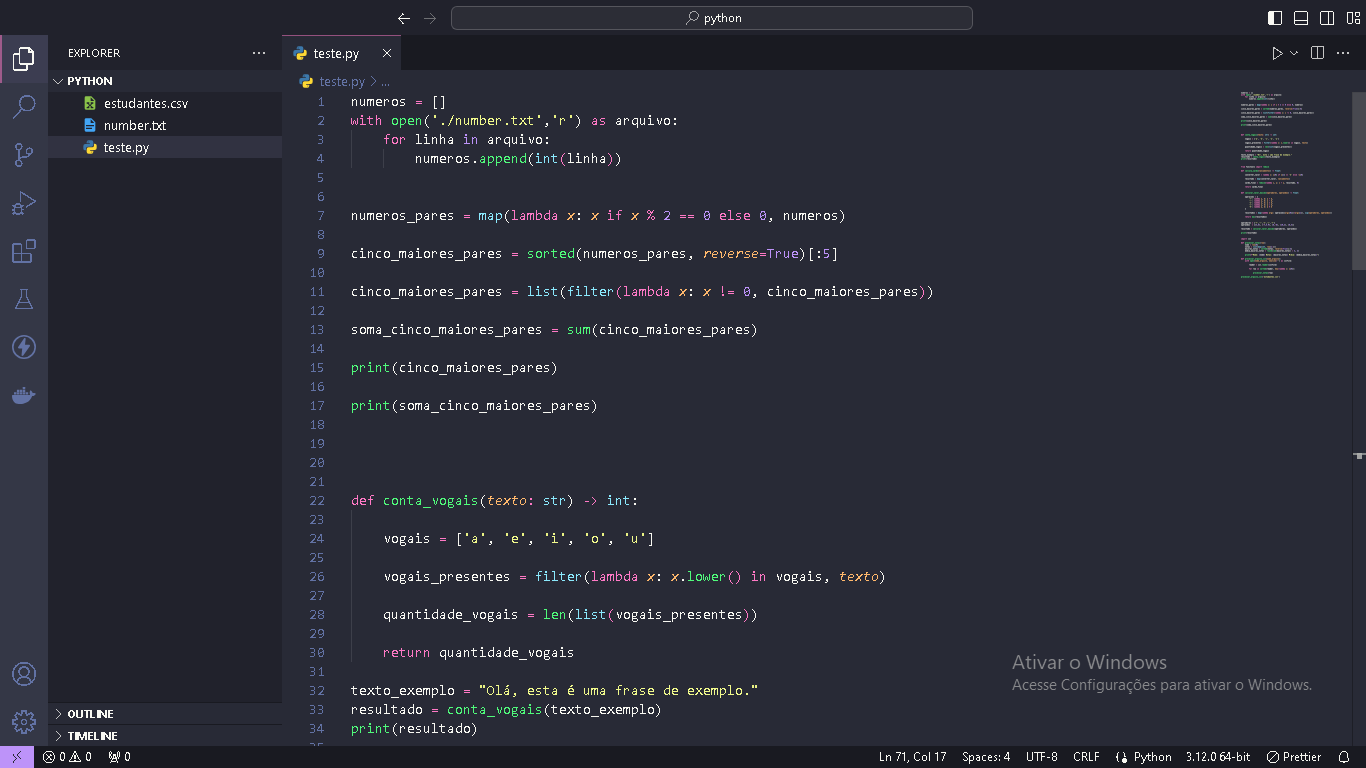 python
EXPLORER
PYTHON
estudantes.csv
number.txt
teste.py
teste.py
teste.py > ...
1 numeros = []
2 with open('./number.txt','r') as arquivo:
3 for linha in arquivo:
4 numeros.append(int(linha))
5
6
7 numeros_pares = map(lambda x: x if x % 2 == 0 else 0, numeros)
8
9 cinco_maiores_pares = sorted(numeros_pares, reverse=True)[:5]
10
11 cinco_maiores_pares = list(filter(lambda x: x != 0, cinco_maiores_pares))
12
13 soma_cinco_maiores_pares = sum(cinco_maiores_pares)
14
15 print(cinco_maiores_pares)
16
17 print(soma_cinco_maiores_pares)
18
19
20
21
22 def conta_vogais(texto: str) -> int:
23
24 vogais = ['a', 'e', 'i', 'o', 'u']
25
26 vogais_presentes = filter(lambda x: x.lower() in vogais, texto)
27
28 quantidade_vogais = len(list(vogais_presentes))
29
30 return quantidade_vogais
31
32 texto_exemplo = "Olá, esta é uma frase de exemplo."
33 resultado = conta_vogais(texto_exemplo)
34 print(resultado)
Ativar o Windows
Acesse Configurações para ativar o Windows.
OUTLINE
TIMELINE
0 0 0 Ln 71, Col 17 Spaces: 4 UTF-8 CRLF Python 3.12.0 64-bit Prettier